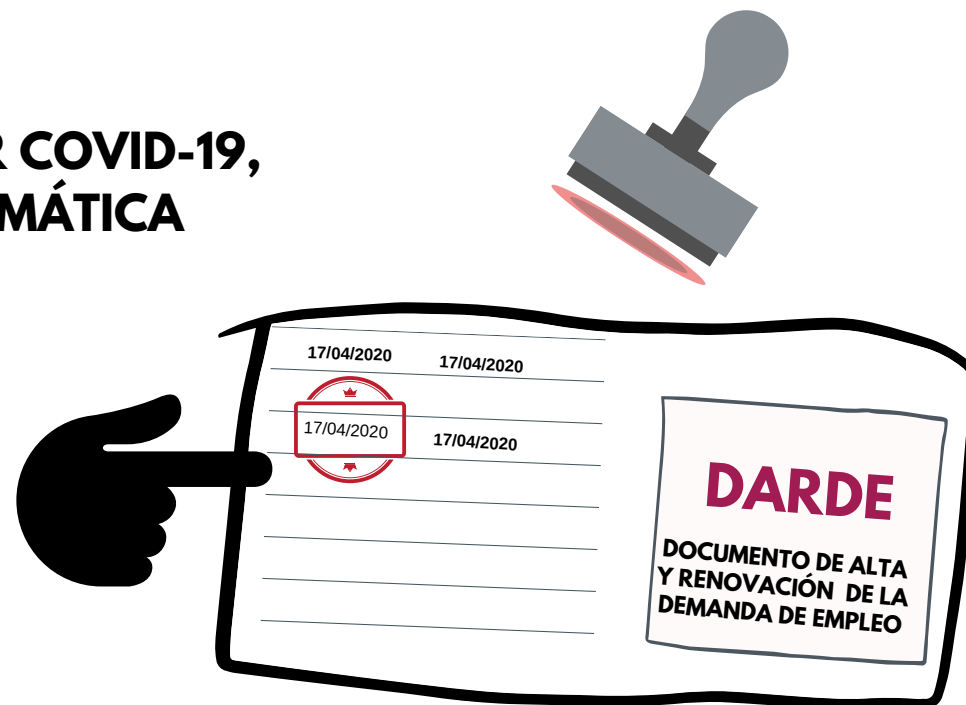 R COVID-19,
MÁTICA
17/04/2020 17/04/2020
17/04/2020 17/04/2020
DARDE
DOCUMENTO DE ALTA
Y RENOVACIÓN DE LA
DEMANDA DE EMPLEO